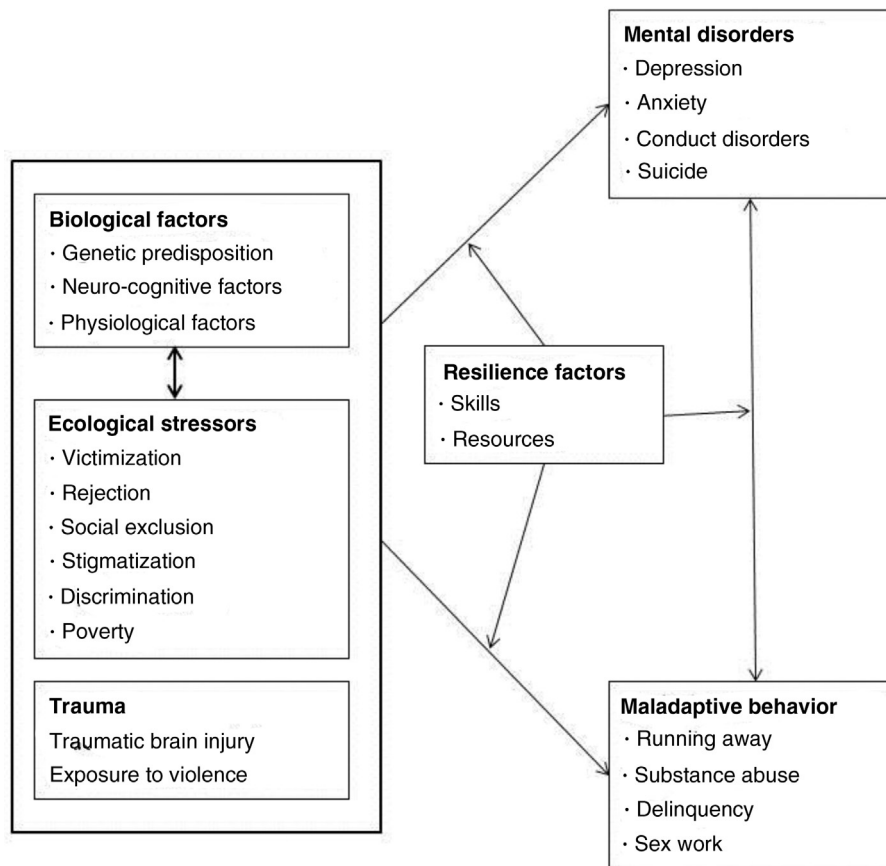 Mental disorders
· Depression
· Anxiety
· Conduct disorders
· Suicide
Biological factors
· Genetic predisposition
· Neuro-cognitive factors
· Physiological factors
Resilience factors
· Skills
· Resources
Ecological stressors
· Victimization
· Rejection
· Social exclusion
· Stigmatization
· Discrimination
· Poverty
Trauma
Traumatic brain injury
Exposure to violence
Maladaptive behavior
· Running away
· Substance abuse
· Delinquency
· Sex work